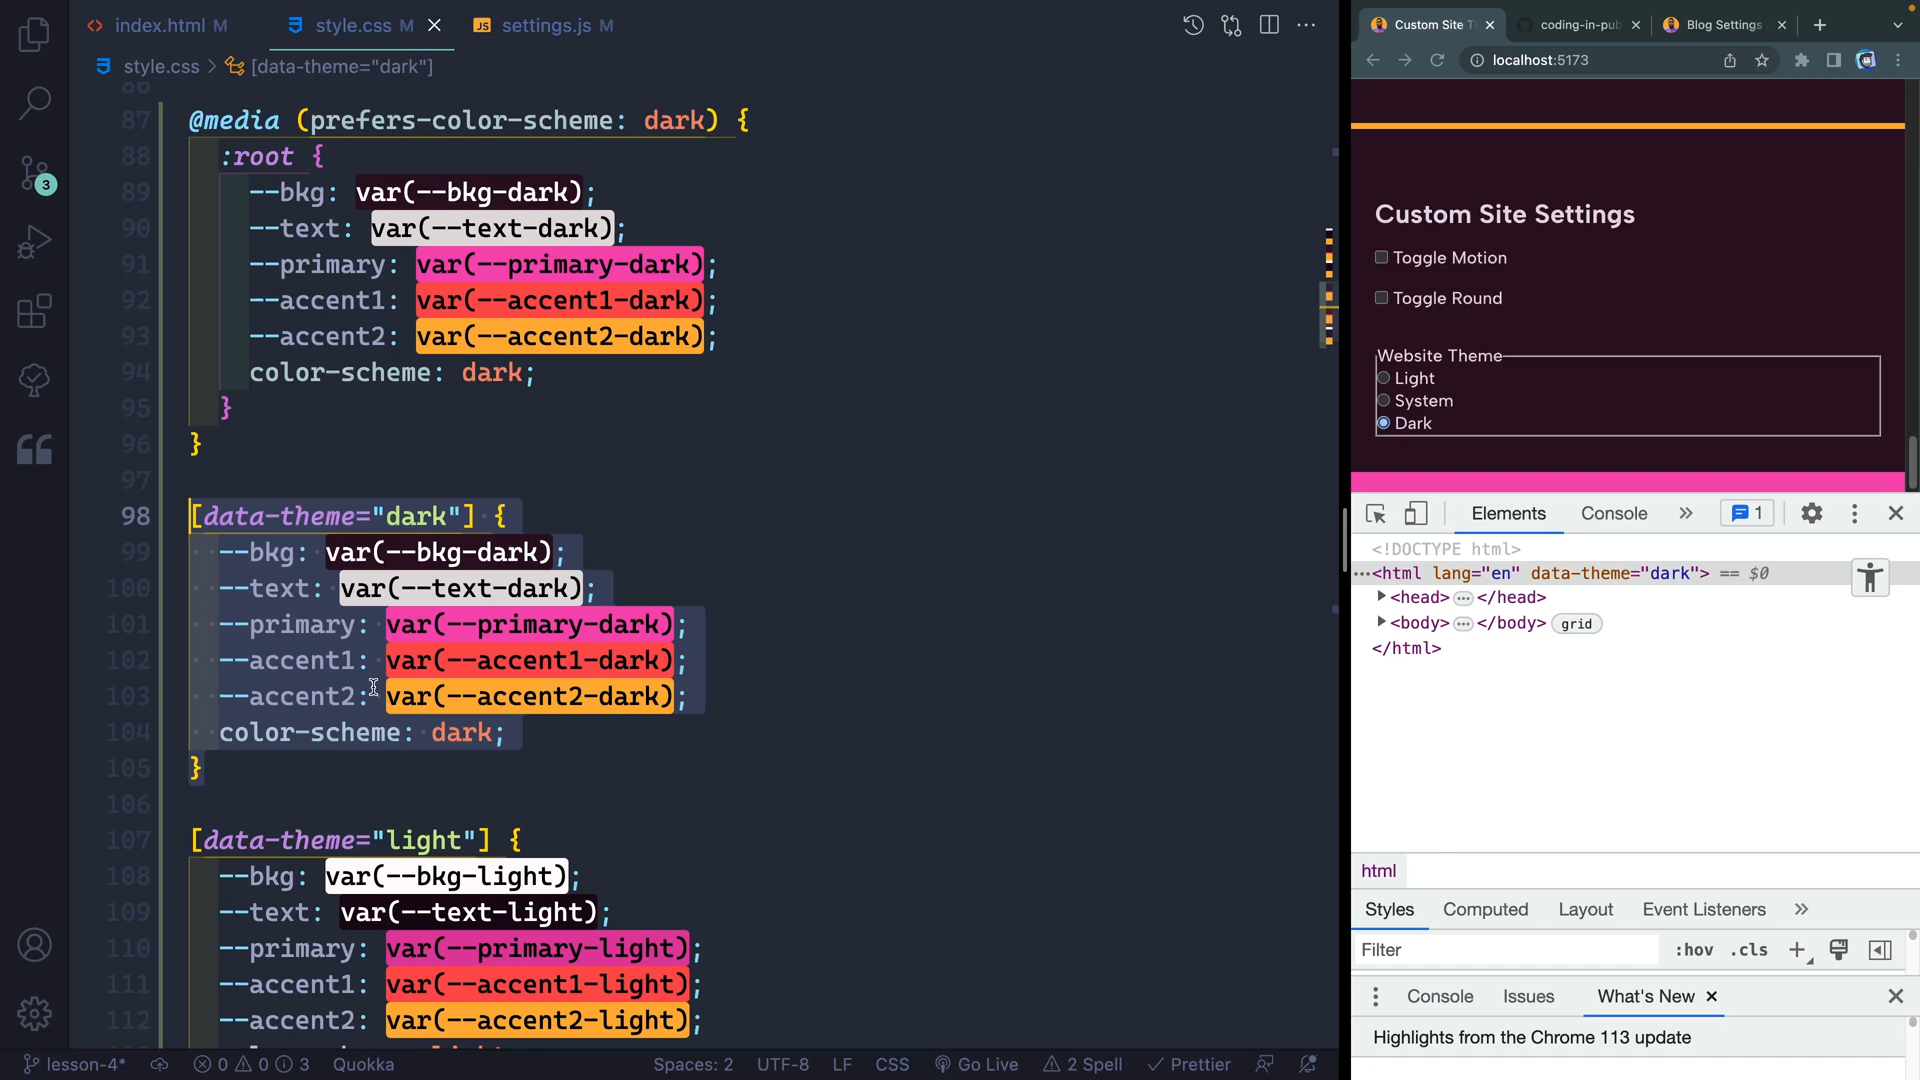 index.html M
style.css M
settings.js M
style.css > [data-theme="dark"]
86
87 @media (prefers-color-scheme: dark) {
88 :root {
89 --bkg: var(--bkg-dark);
90 --text: var(--text-dark);
91 --primary: var(--primary-dark);
92 --accent1: var(--accent1-dark);
93 --accent2: var(--accent2-dark);
94 color-scheme: dark;
95 }
96 }
97
98 [data-theme="dark"] {
99 --bkg: var(--bkg-dark);
100 --text: var(--text-dark);
101 --primary: var(--primary-dark);
102 --accent1: var(--accent1-dark);
103 --accent2: var(--accent2-dark);
104 color-scheme: dark;
105 }
106
107 [data-theme="light"] {
108 --bkg: var(--bkg-light);
109 --text: var(--text-light);
110 --primary: var(--primary-light);
111 --accent1: var(--accent1-light);
112 --accent2: var(--accent2-light);
3
lesson-4* 0 0 3 Quokka Spaces: 2 UTF-8 LF CSS Go Live 2 Spell Prettier
Custom Site T
coding-in-pub
Blog Settings
localhost:5173
Custom Site Settings
Toggle Motion
Toggle Round
Website Theme
Light
System
Dark
Elements Console » 1
<!DOCTYPE html>
<html lang="en" data-theme="dark"> == $0
<head> </head>
<body> </body> grid
</html>
html
Styles Computed Layout Event Listeners »
Filter :hov .cls +
Console Issues What's New
Highlights from the Chrome 113 update